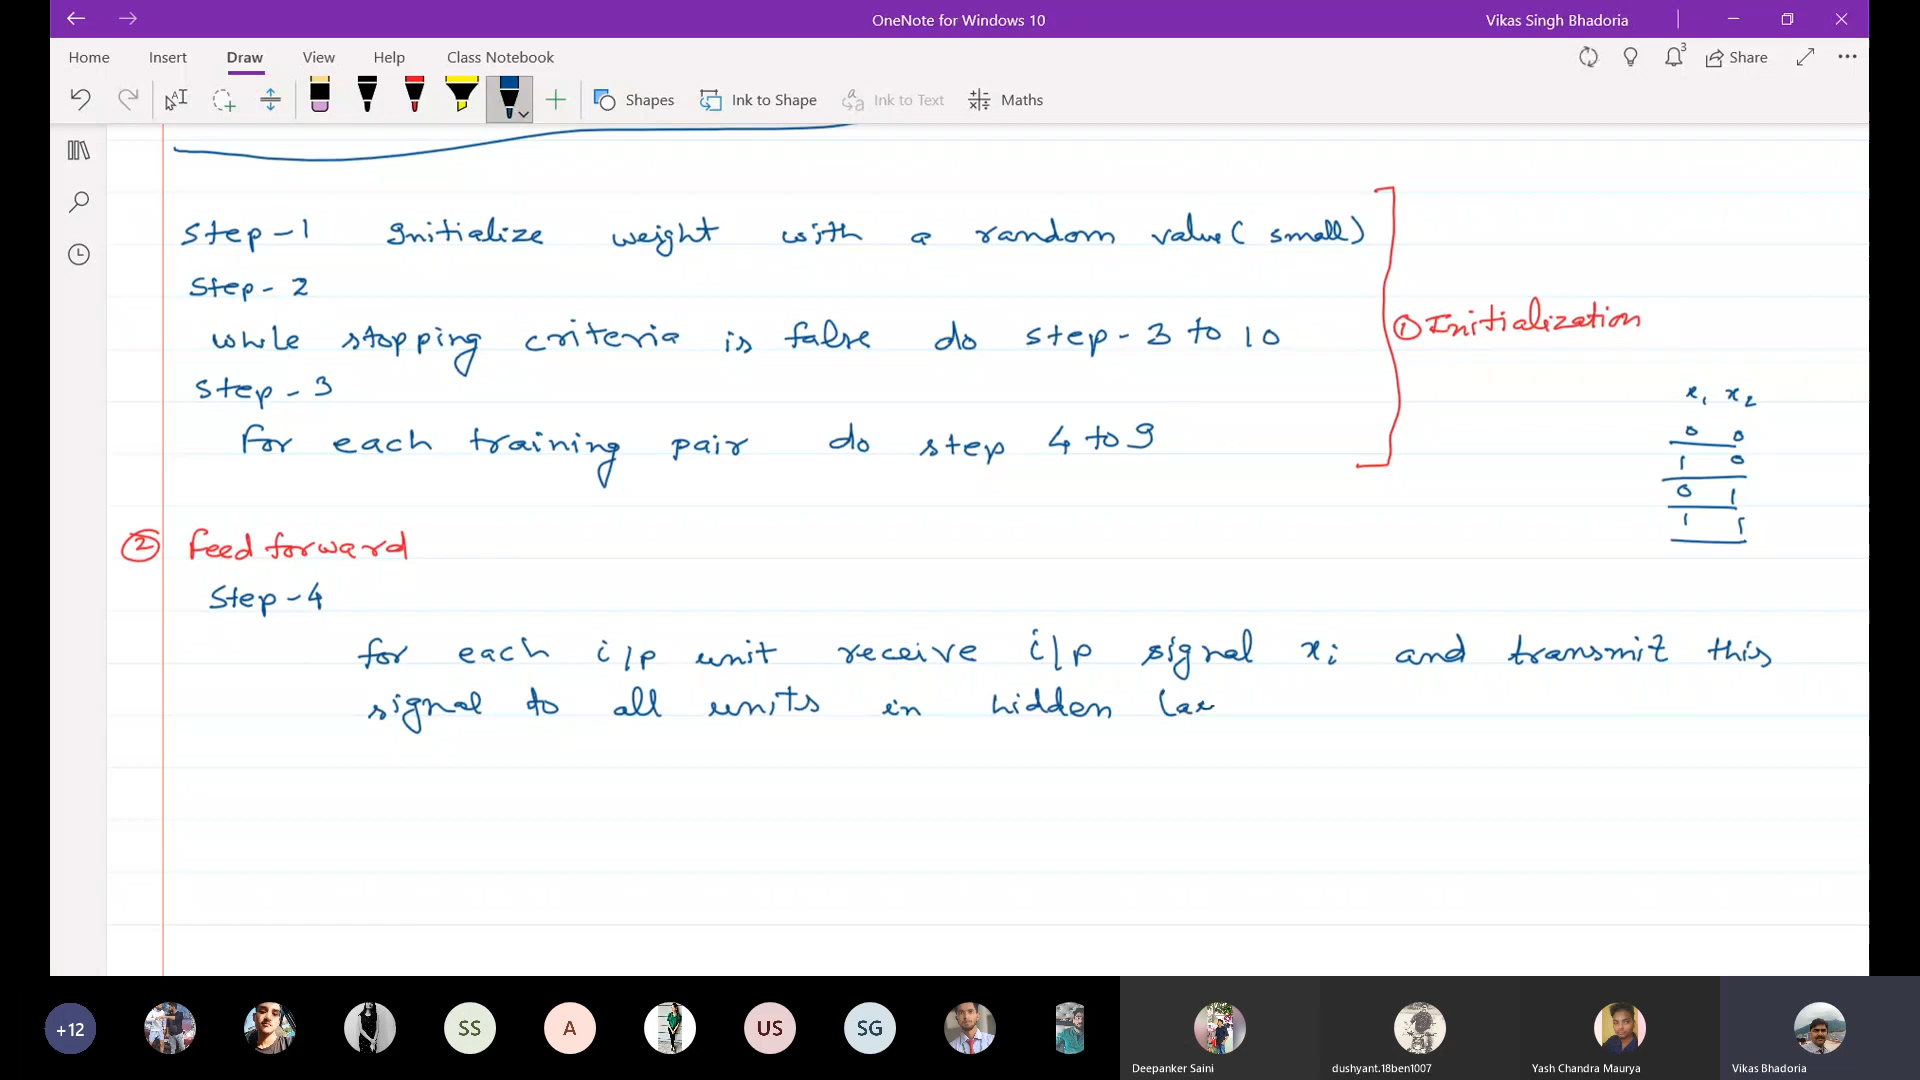 OneNote for Windows 10
Vikas Singh Bhadoria
Home Insert Draw View Help Class Notebook
3
Share
Shapes Ink to Shape Ink to Text Maths
Step-1 Initialize weight with a random value( small)
Step- 2
while stopping criteria is false do step- 3 to 10
① Initialization
Step - 3
x1 x2
For each training pair do step 4 to 9
0 0
1 0
0 1
1 1
② Feed forward
Step -4
for each i/p unit receive i/p signal xi and transmit this
signal to all units in hidden
+12 SS A US SG
Deepanker Saini dushyant.18ben1007 Yash Chandra Maurya Vikas Bhadoria